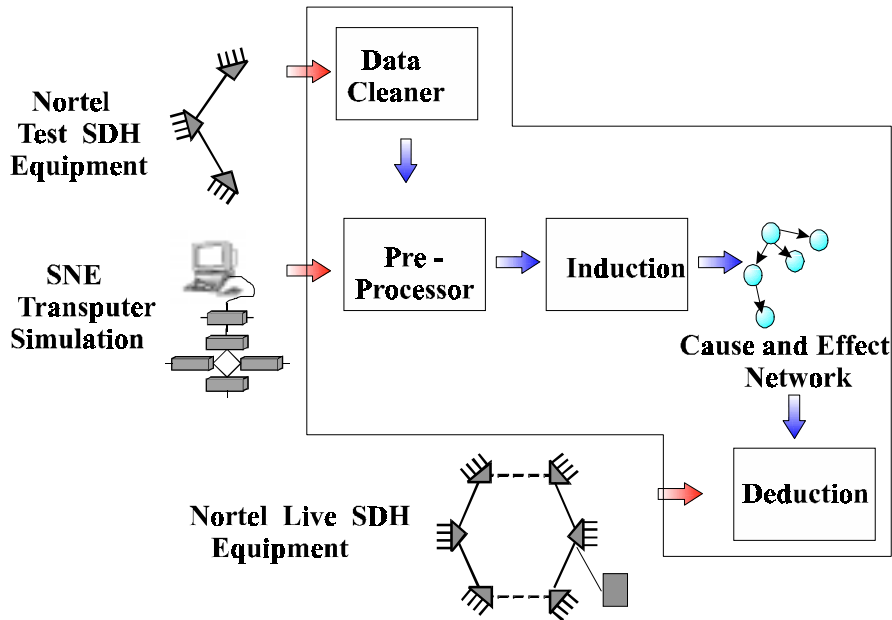 Nortel
Test SDH
Equipment
Data
Cleaner
SNE
Transputer
Simulation
Pre -
Processor
Induction
Cause and Effect
Network
Nortel Live SDH
Equipment
Deduction